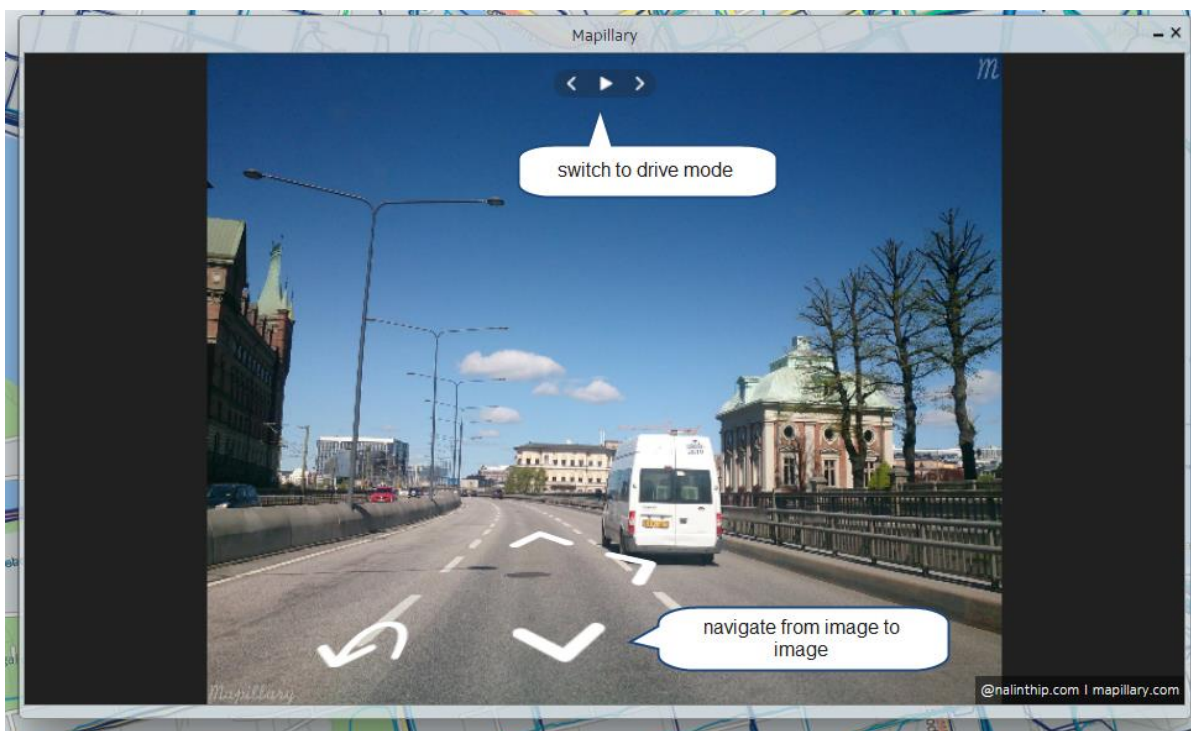 Mapillary
m
switch to drive mode
navigate from image to
image
Mapillary
@nalinthip.com I mapillary.com